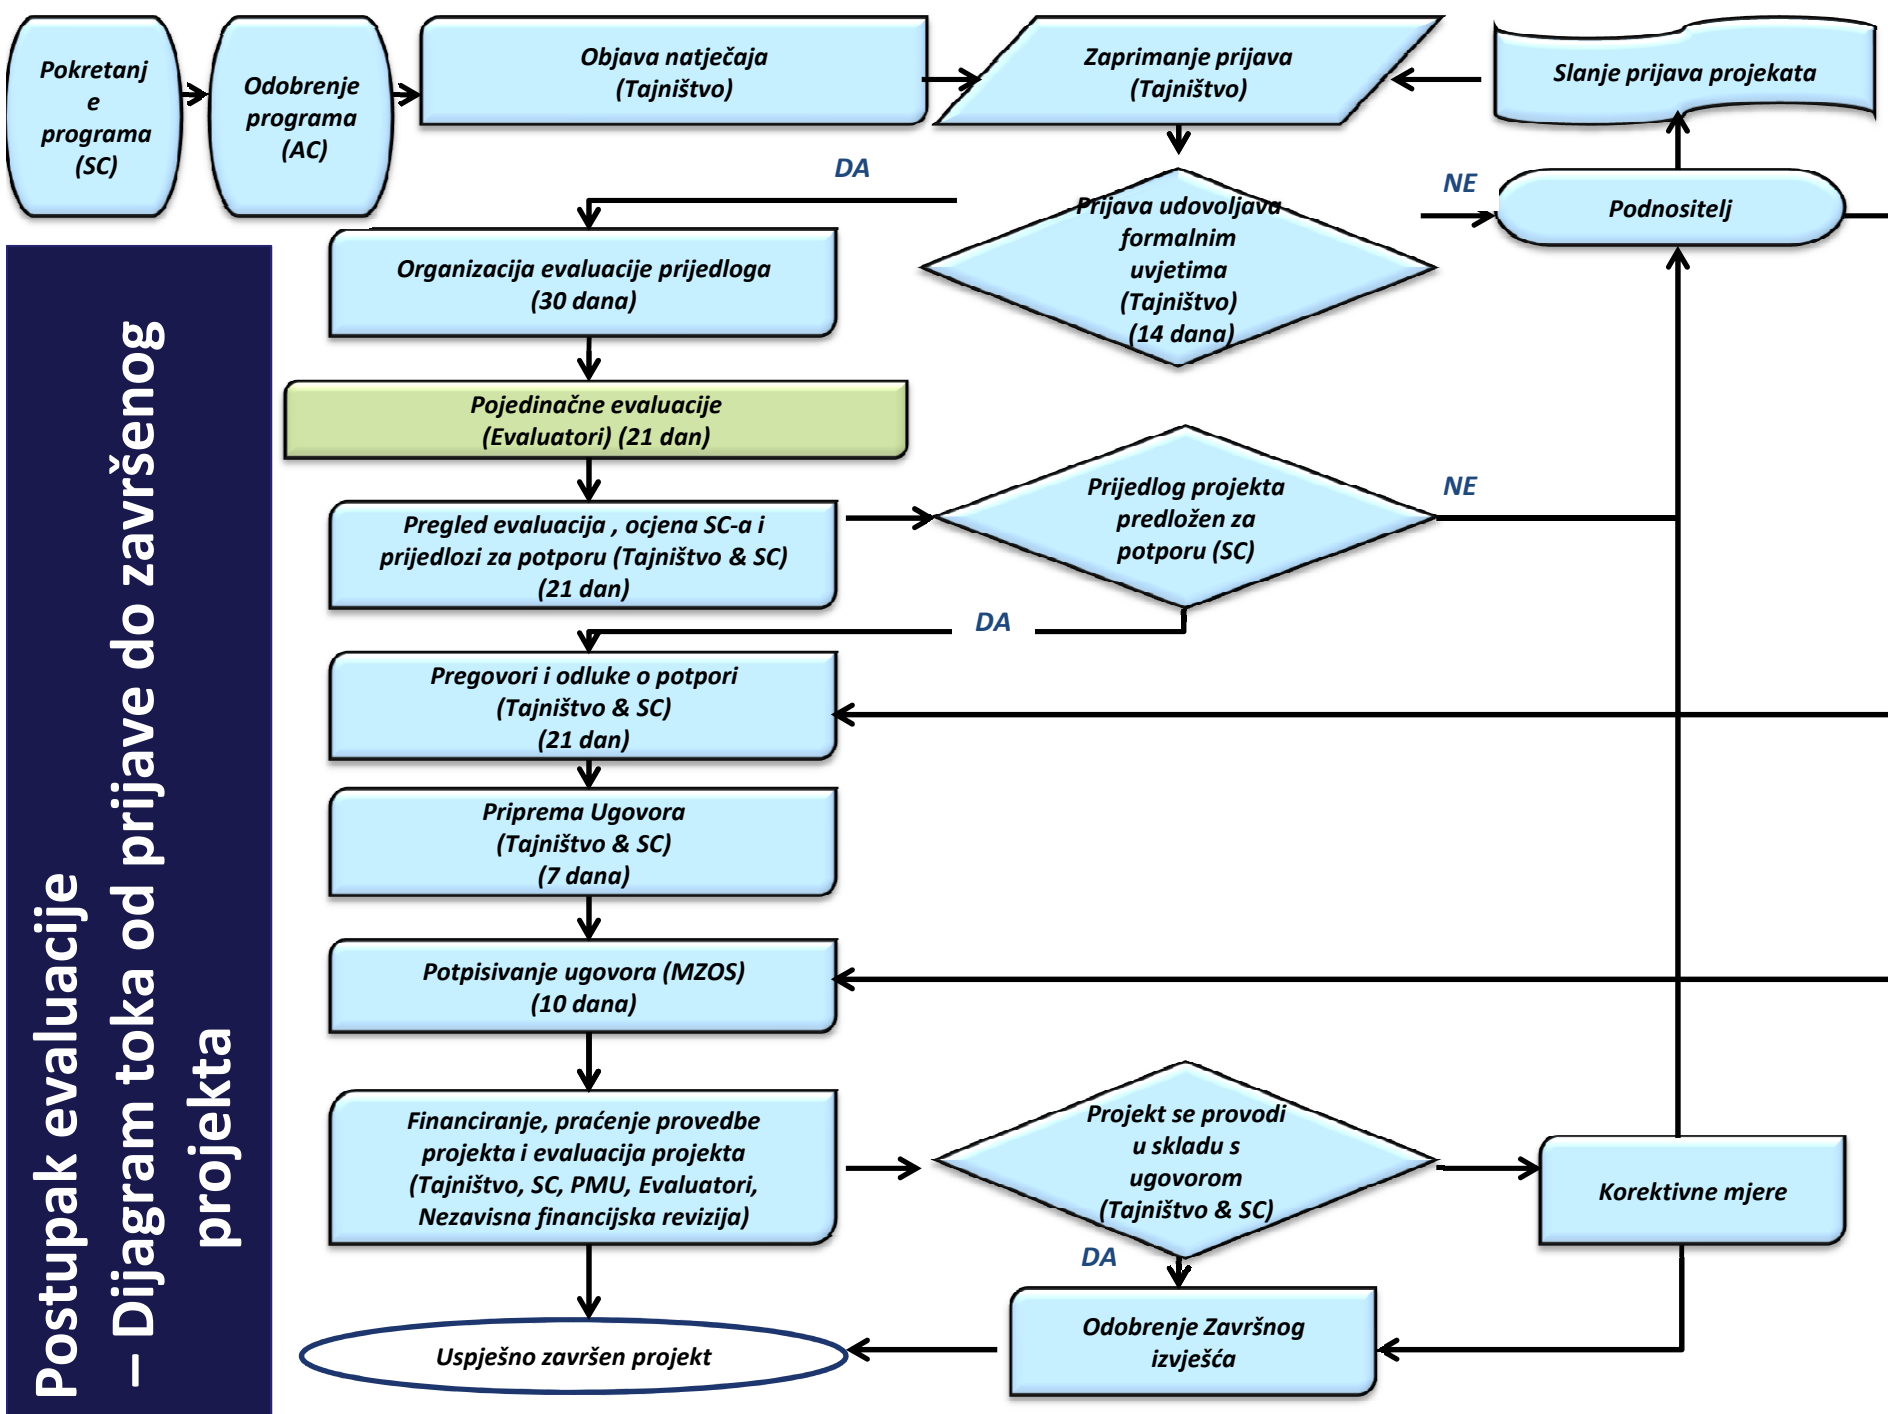 Pokretanj
e
programa
(SC)
Odobrenje
programa
(AC)
Objava natječaja
(Tajništvo)
Zaprimanje prijava
(Tajništvo)
Slanje prijava projekata
DA
NE
Prijava udovoljava
formalnim
uvjetima
(Tajništvo)
(14 dana)
Podnositelj
Organizacija evaluacije prijedloga
(30 dana)
Pojedinačne evaluacije
(Evaluatori) (21 dan)
Pregled evaluacija , ocjena SC-a i
prijedlozi za potporu (Tajništvo & SC)
(21 dan)
Prijedlog projekta
predložen za
potporu (SC)
NE
DA
Pregovori i odluke o potpori
(Tajništvo & SC)
(21 dan)
Priprema Ugovora
(Tajništvo & SC)
(7 dana)
Potpisivanje ugovora (MZOS)
(10 dana)
Financiranje, praćenje provedbe
projekta i evaluacija projekta
(Tajništvo, SC, PMU, Evaluatori,
Nezavisna financijska revizija)
Projekt se provodi
u skladu s
ugovorom
(Tajništvo & SC)
Korektivne mjere
DA
Odobrenje Završnog
izvješća
Uspješno završen projekt
Postupak evaluacije
– Dijagram toka od prijave do završenog
projekta